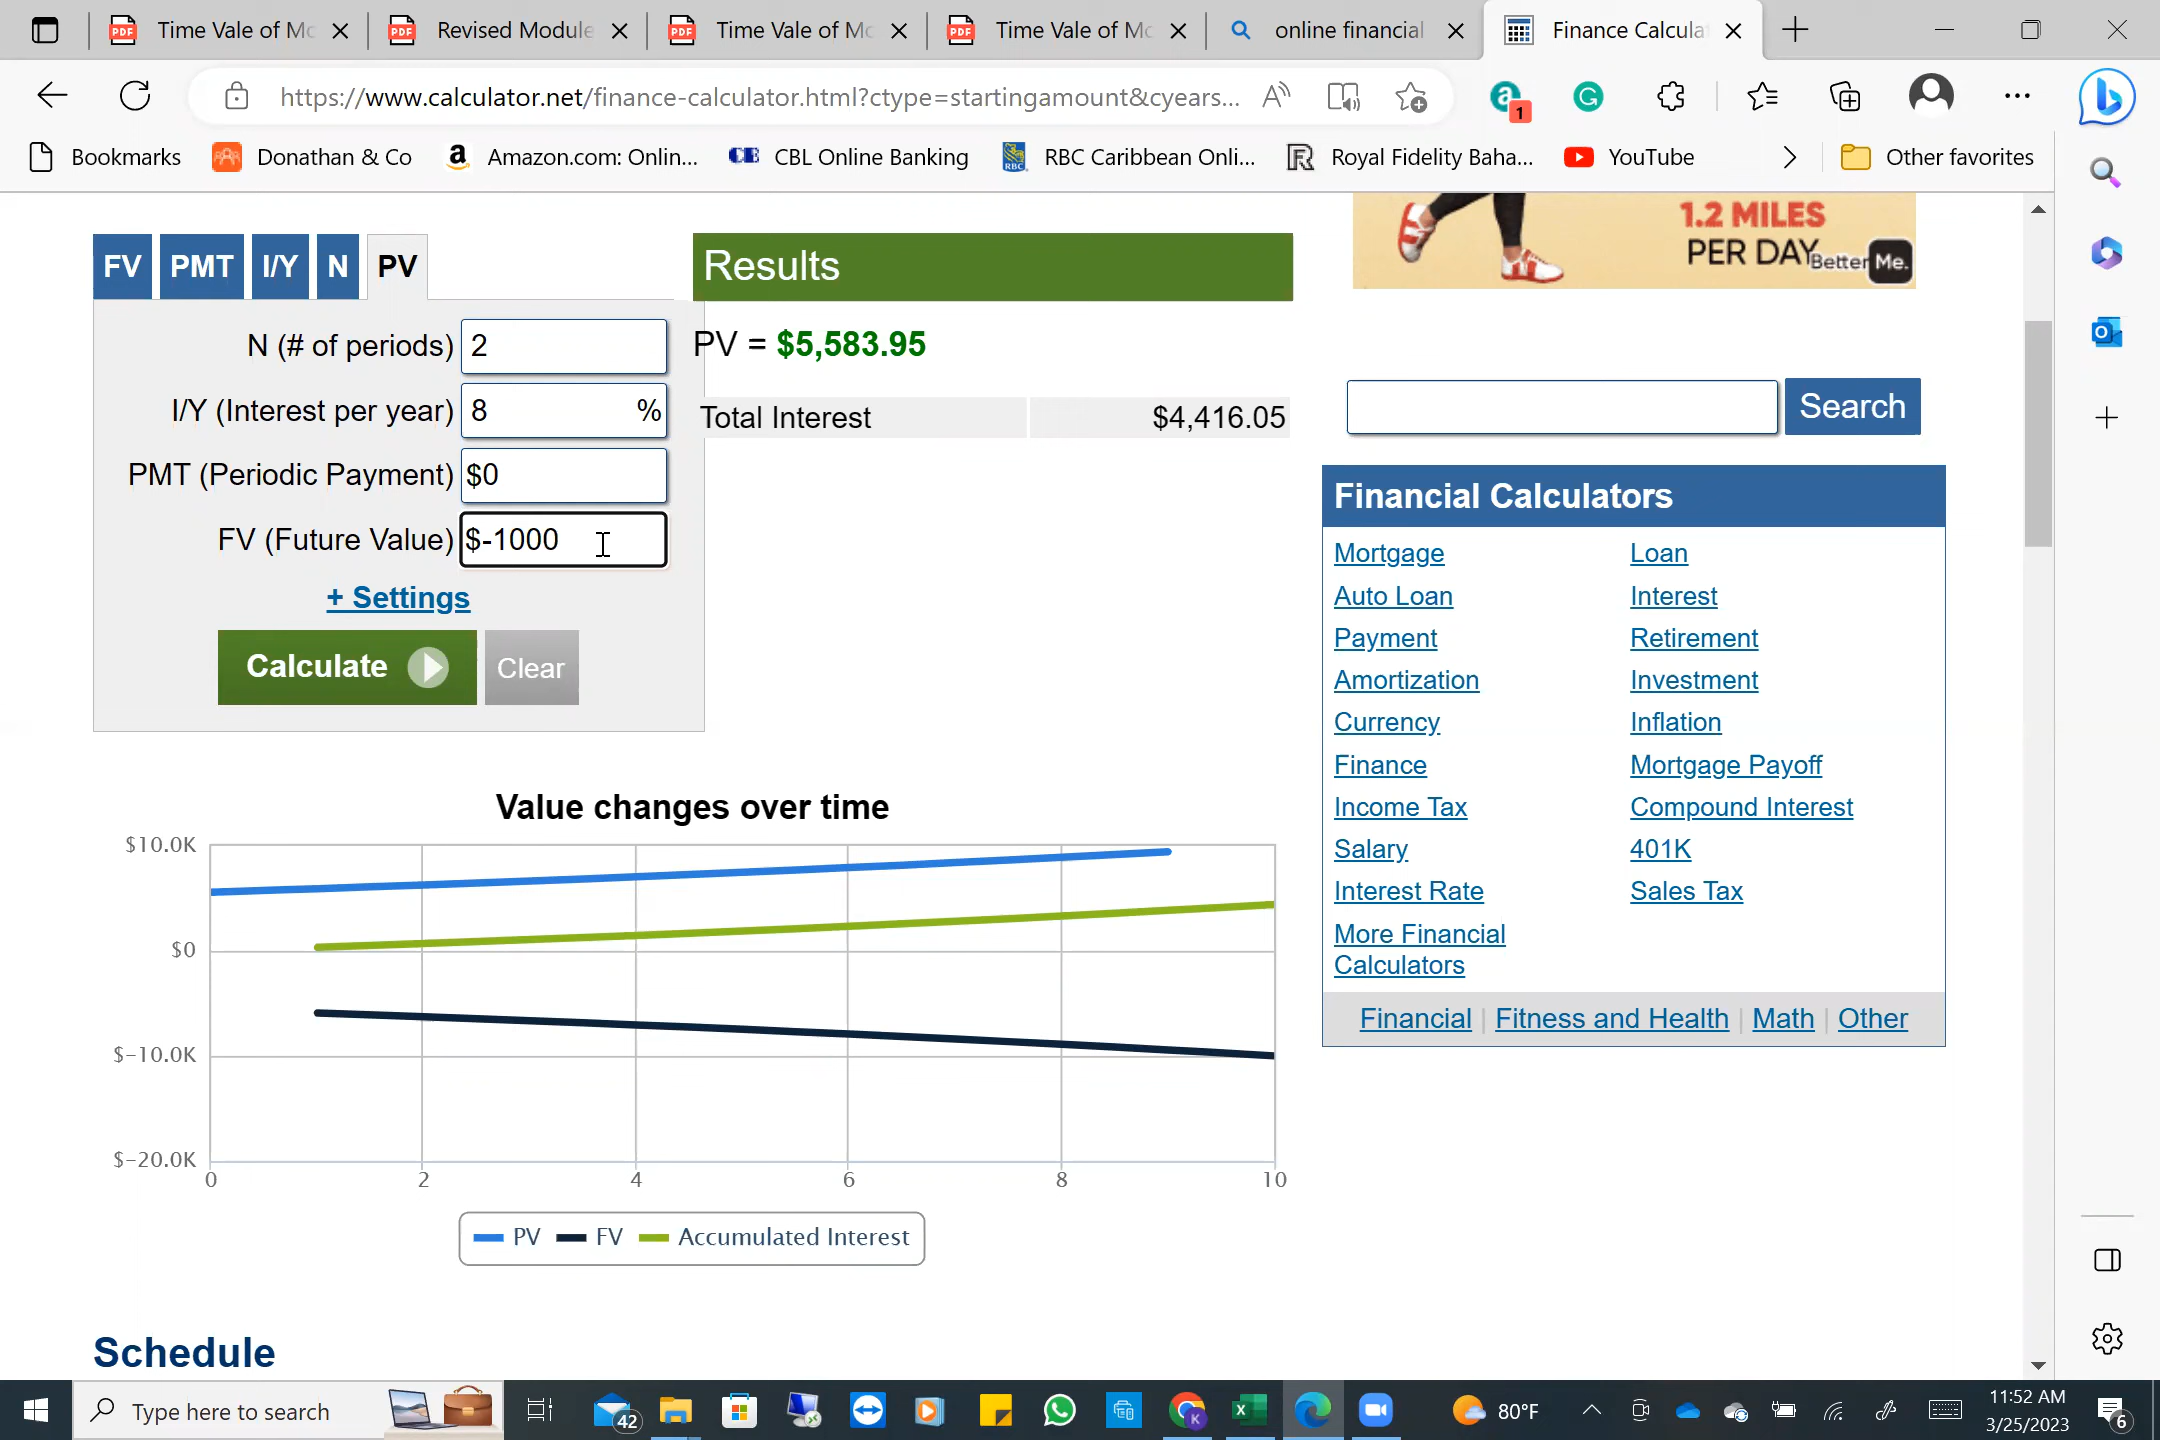 Time Vale of Mo
Revised Module
Time Vale of Mo
Time Vale of Mo
online financial
Finance Calcula
https://www.calculator.net/finance-calculator.html?ctype=startingamount&cyears...
1
Bookmarks
Donathan & Co
Amazon.com: Onlin...
CBL Online Banking
RBC Caribbean Onli...
Royal Fidelity Baha...
YouTube
Other favorites
1.2 MILES
PER DAY
BetterMe.
FV PMT I/Y N PV
Results
N (# of periods) 2
PV = $5,583.95
I/Y (Interest per year) 8 %
Total Interest $4,416.05
Search
PMT (Periodic Payment) $0
FV (Future Value) $-1000
+ Settings
Calculate
Clear
Financial Calculators
Mortgage Loan
Auto Loan Interest
Payment Retirement
Amortization Investment
Currency Inflation
Finance Mortgage Payoff
Income Tax Compound Interest
Salary 401K
Interest Rate Sales Tax
More Financial
Calculators
Financial | Fitness and Health | Math | Other
Value changes over time
$10.0K
$0
$-10.0K
$-20.0K
0 2 4 6 8 10
PV FV Accumulated Interest
Schedule
Type here to search
42
80°F
11:52 AM
3/25/2023
6